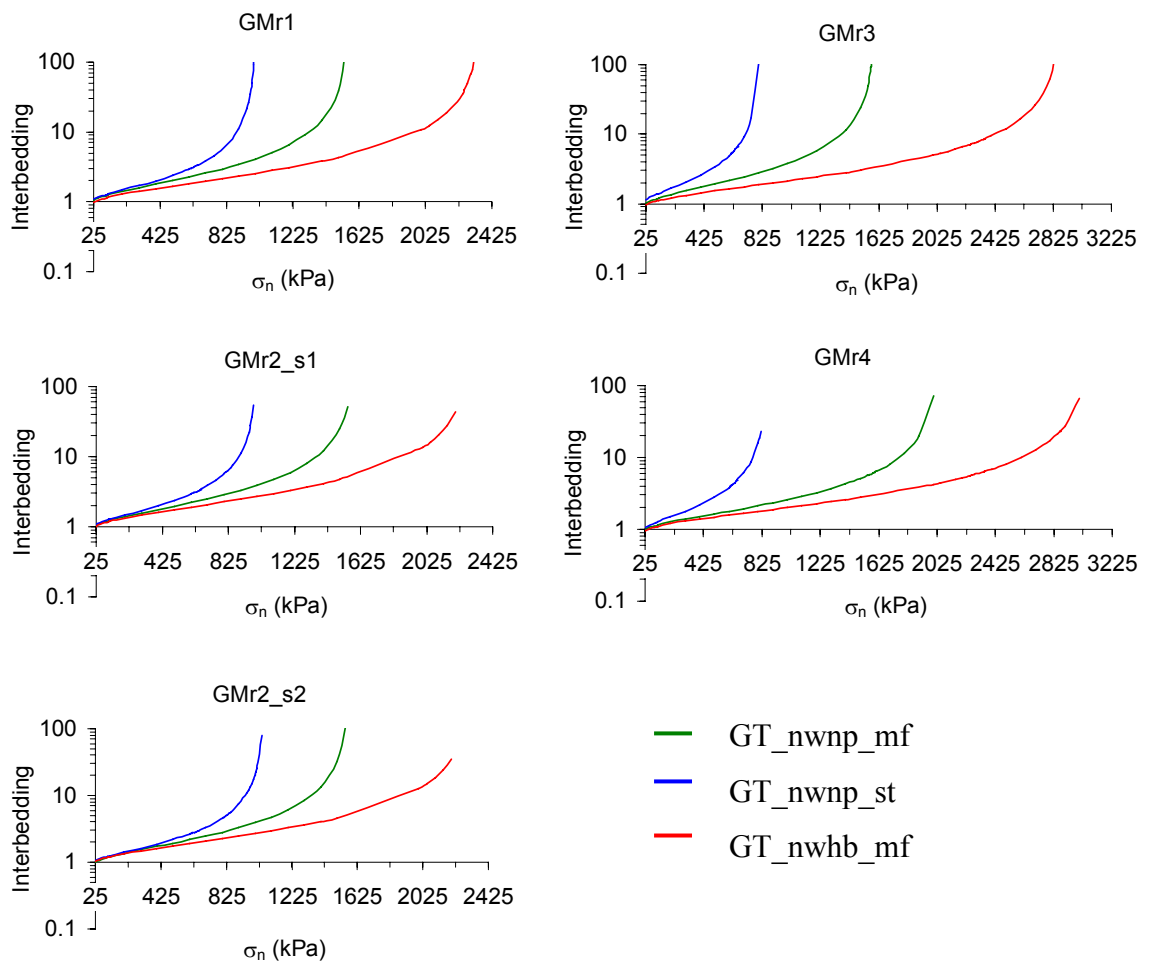 GMr1
100
10
1
0.1
Interbedding
25 425 825 1225 1625 2025 2425
σn (kPa)
GMr3
100
10
1
0.1
Interbedding
25 425 825 1225 1625 2025 2425 2825 3225
σn (kPa)
GMr2_s1
100
10
1
0.1
Interbedding
25 425 825 1225 1625 2025 2425
σn (kPa)
GMr4
100
10
1
0.1
Interbedding
25 425 825 1225 1625 2025 2425 2825 3225
σn (kPa)
GMr2_s2
100
10
1
0.1
Interbedding
25 425 825 1225 1625 2025 2425
σn (kPa)
GT_nwnp_mf
GT_nwnp_st
GT_nwhb_mf